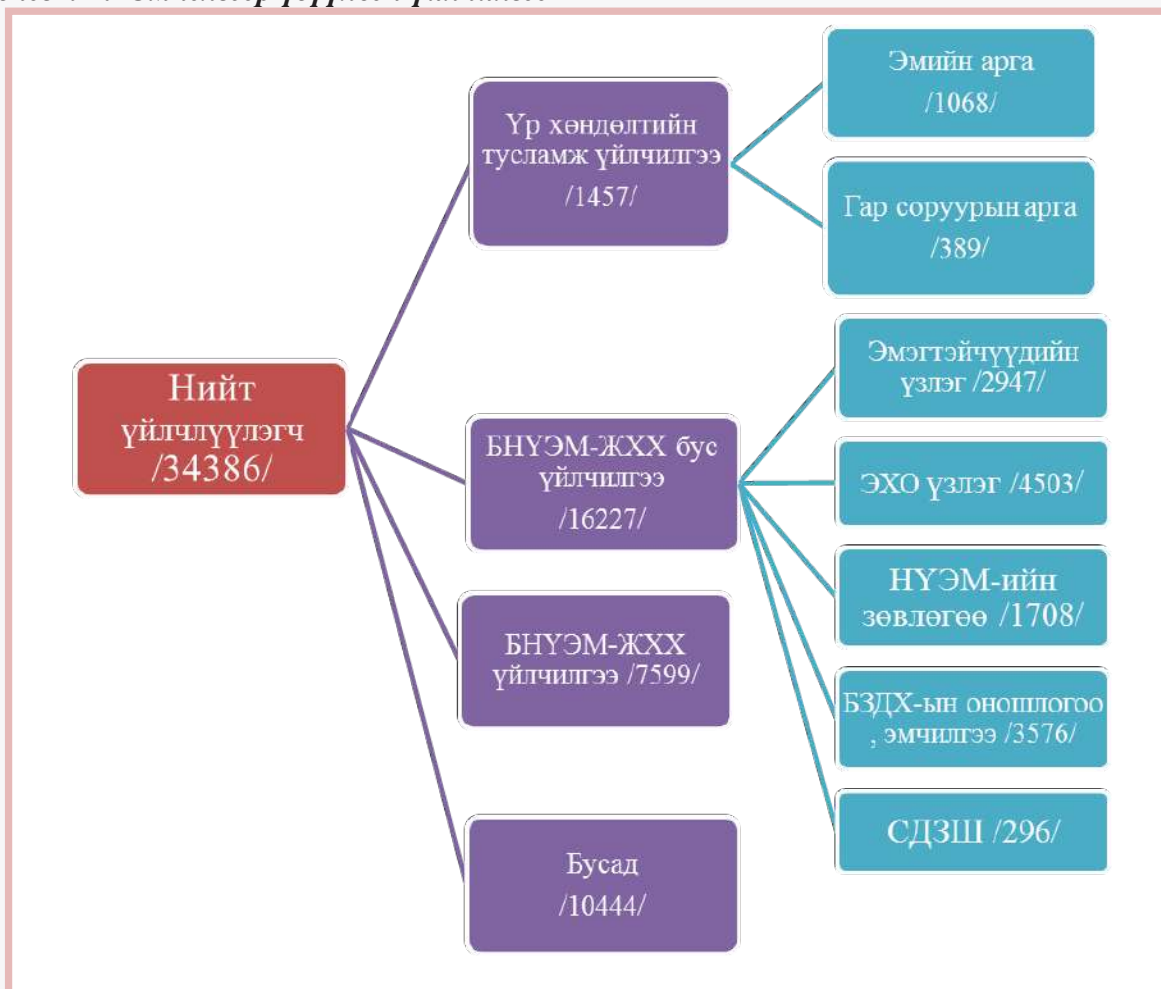 Нийт
үйлчлүүлэгч
/34386/
Үр хөндөлтийн
тусламж үйлчилгээ
/1457/
Эмийн арга
/1068/
Гар соруурын арга
/389/
БНҮЭМ-ЖХХ бус
үйлчилгээ
/16227/
Эмэгтэйчүүдийн
үзлэг /2947/
ЭХО үзлэг /4503/
НҮЭМ-ийн
зөвлөгөө /1708/
БЗДХ-ын оношлогоо
, эмчилгээ /3576/
СДЗШ /296/
БНҮЭМ-ЖХХ
үйлчилгээ /7599/
Бусад
/10444/